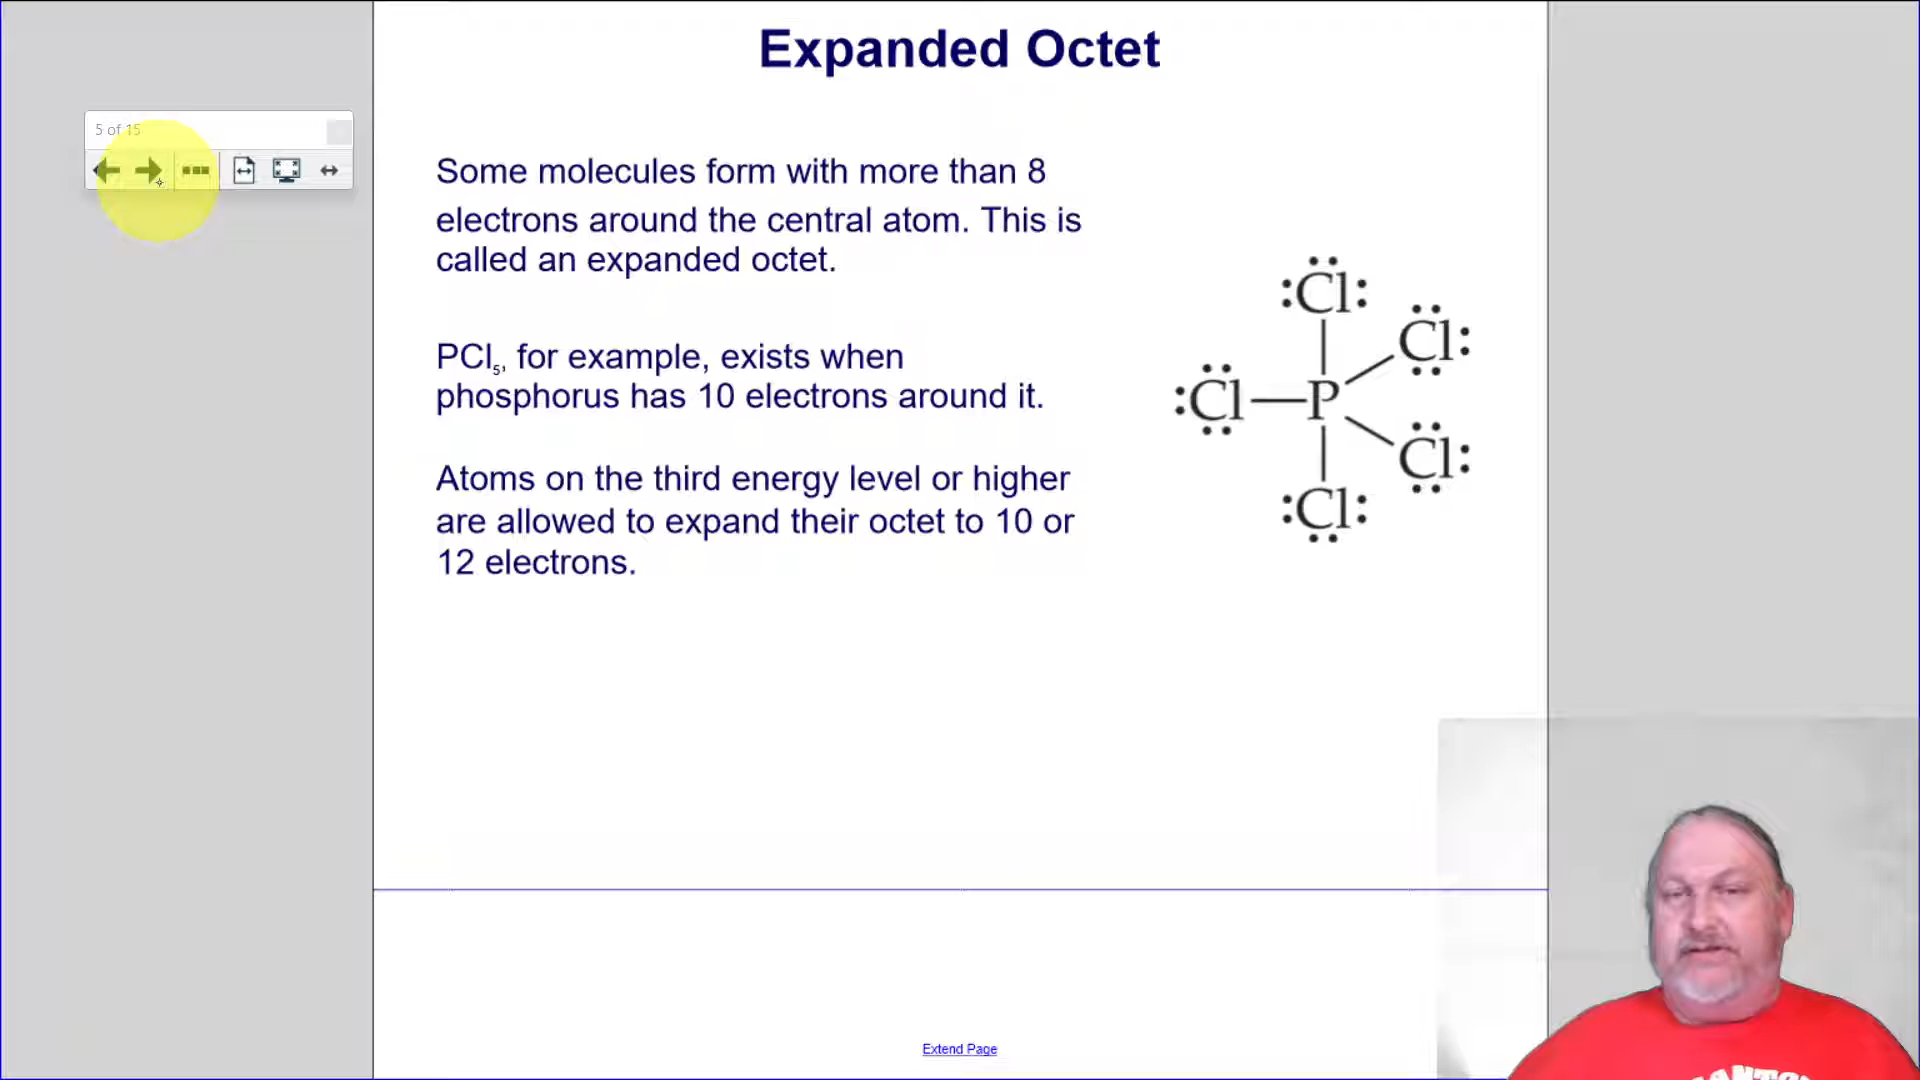 Expanded Octet
5 of 15
Some molecules form with more than 8
electrons around the central atom. This is
called an expanded octet.
PCl₅, for example, exists when
phosphorus has 10 electrons around it.
Atoms on the third energy level or higher
are allowed to expand their octet to 10 or
12 electrons.
:Cl:
Cl:
:Cl—P
Cl:
:Cl:
Extend Page